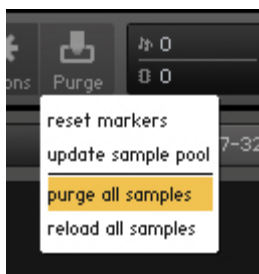 ons Purge
0
0
reset markers
update sample pool
7-32
purge all samples
reload all samples